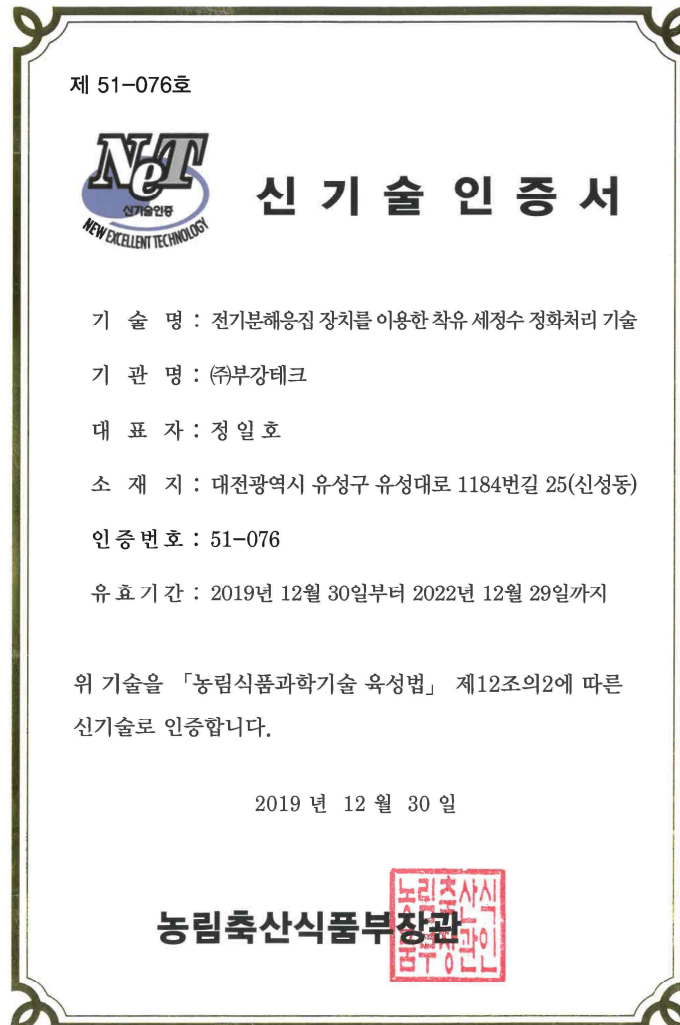 제 51-076호
NeT
신기술인증
NEW EXCELLENT TECHNOLOGY
신 기 술 인 증 서
기 술 명 : 전기분해응집 장치를 이용한 착유 세정수 정화처리 기술
기 관 명 : ㈜부강테크
대 표 자 : 정 일 호
소 재 지 : 대전광역시 유성구 유성대로 1184번길 25(신성동)
인 증 번 호 : 51-076
유 효 기 간 : 2019년 12월 30일부터 2022년 12월 29일까지
위 기술을 「농림식품과학기술 육성법」 제12조의2에 따른
신기술로 인증합니다.
2019 년 12 월 30 일
농림축산식품부장관
농림축산식
품부장관인